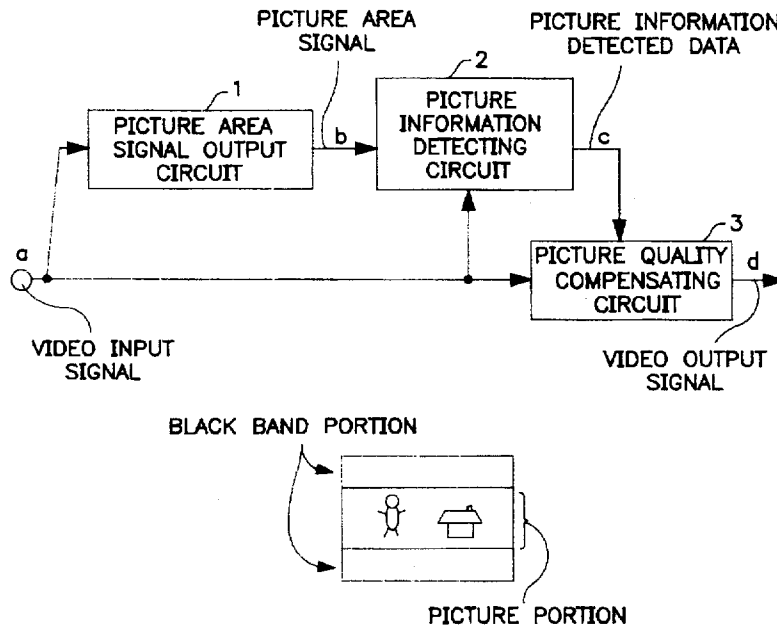 PICTURE AREA
SIGNAL
PICTURE INFORMATION
DETECTED DATA
1
2
PICTURE AREA
SIGNAL OUTPUT
CIRCUIT
b
PICTURE
INFORMATION
DETECTING
CIRCUIT
c
a
3
PICTURE QUALITY
COMPENSATING
CIRCUIT
d
VIDEO INPUT
SIGNAL
VIDEO OUTPUT
SIGNAL
BLACK BAND PORTION
PICTURE PORTION